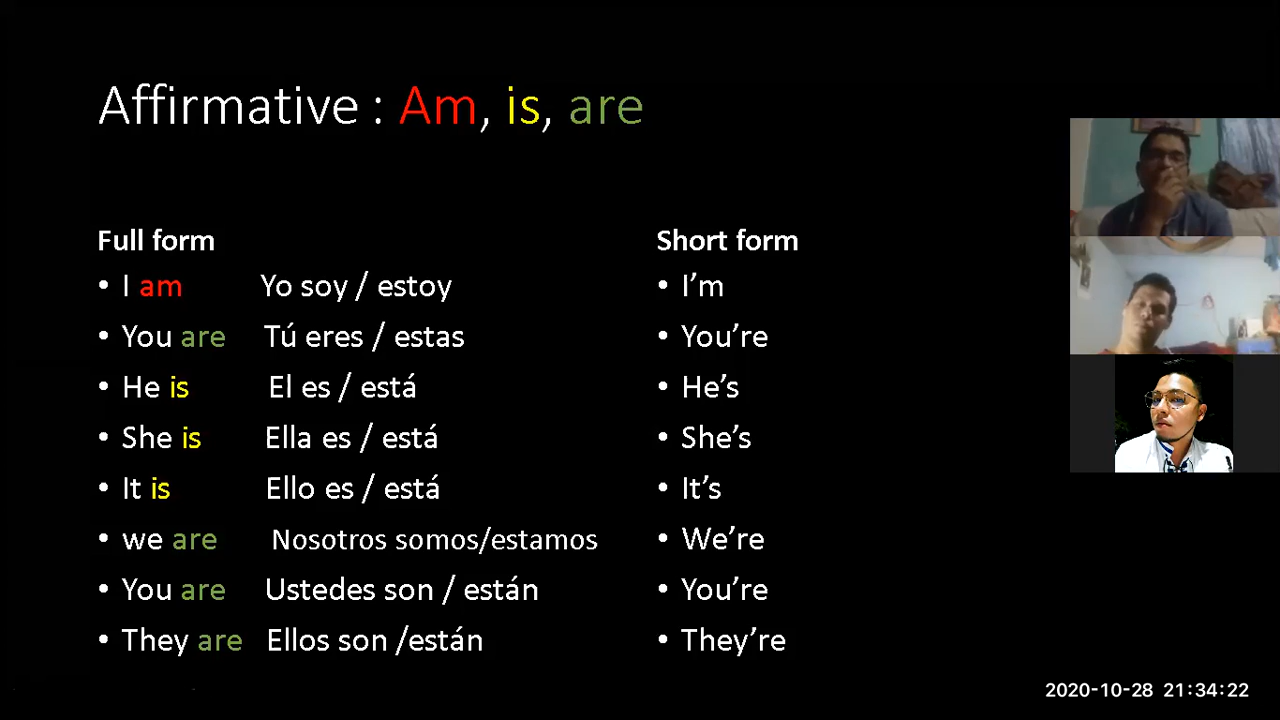 Affirmative : Am, is, are
Full form
• I am Yo soy / estoy
• You are Tú eres / estas
• He is El es / está
• She is Ella es / está
• It is Ello es / está
• we are Nosotros somos/estamos
• You are Ustedes son / están
• They are Ellos son /están
Short form
• I’m
• You’re
• He’s
• She’s
• It’s
• We’re
• You’re
• They’re
2020-10-28 21:34:22